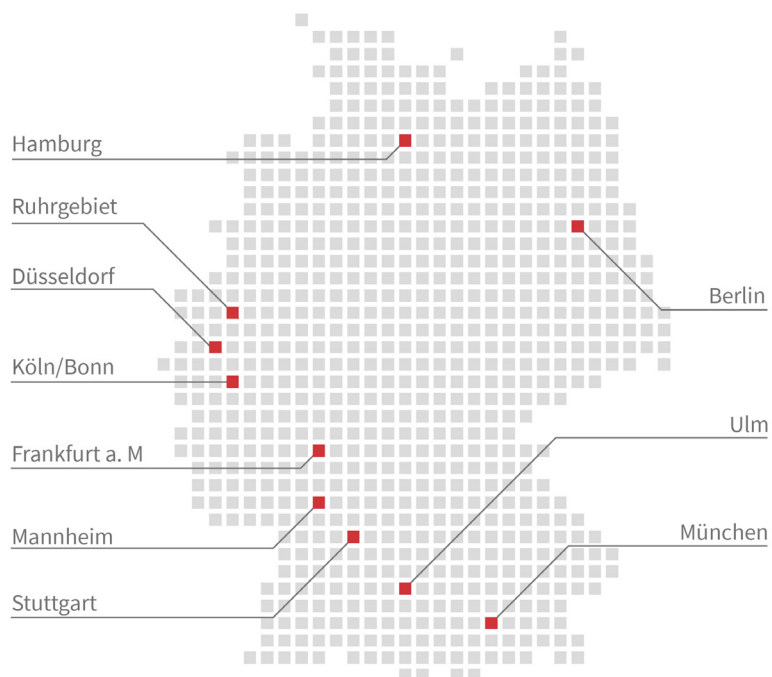 Hamburg
Ruhrgebiet
Düsseldorf
Köln/Bonn
Frankfurt a. M
Mannheim
Stuttgart
Berlin
Ulm
München